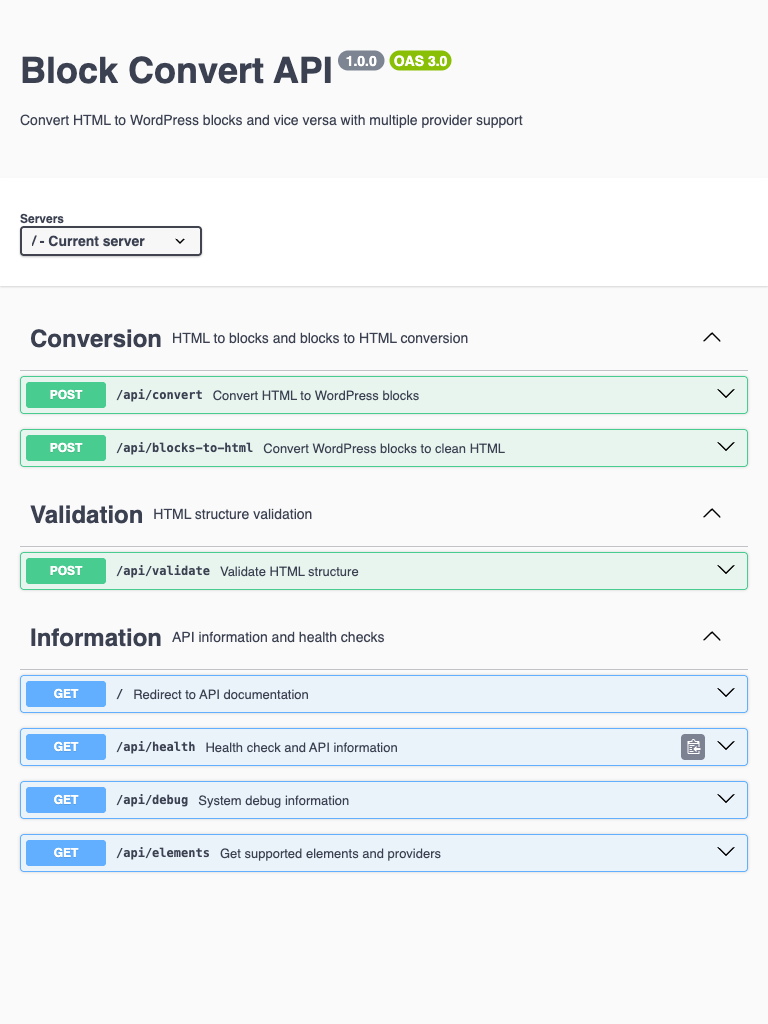 Block Convert API 1.0.0 OAS 3.0
Convert HTML to WordPress blocks and vice versa with multiple provider support
Servers
/ - Current server
Conversion HTML to blocks and blocks to HTML conversion
POST /api/convert Convert HTML to WordPress blocks
POST /api/blocks-to-html Convert WordPress blocks to clean HTML
Validation HTML structure validation
POST /api/validate Validate HTML structure
Information API information and health checks
GET / Redirect to API documentation
GET /api/health Health check and API information
GET /api/debug System debug information
GET /api/elements Get supported elements and providers